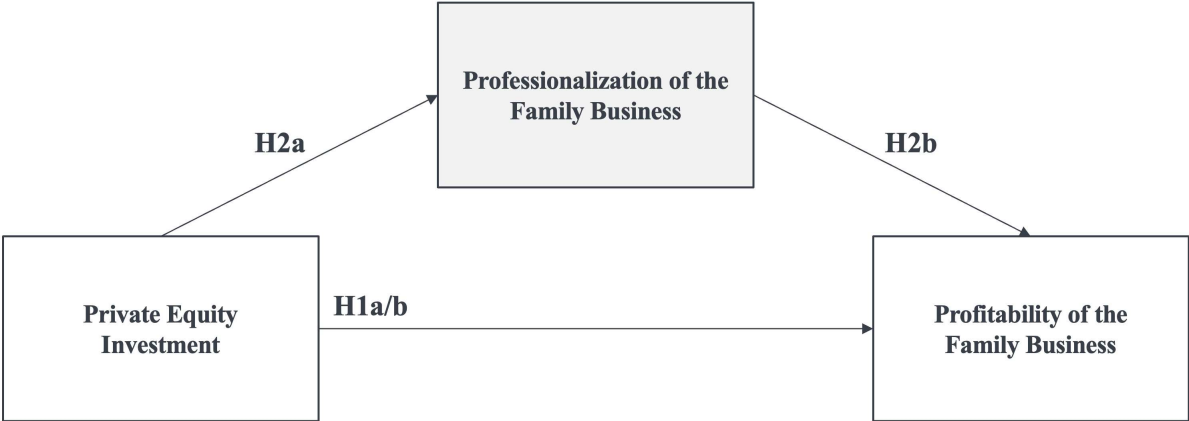 Professionalization of the
Family Business
H2a
H2b
Private Equity
Investment
H1a/b
Profitability of the
Family Business